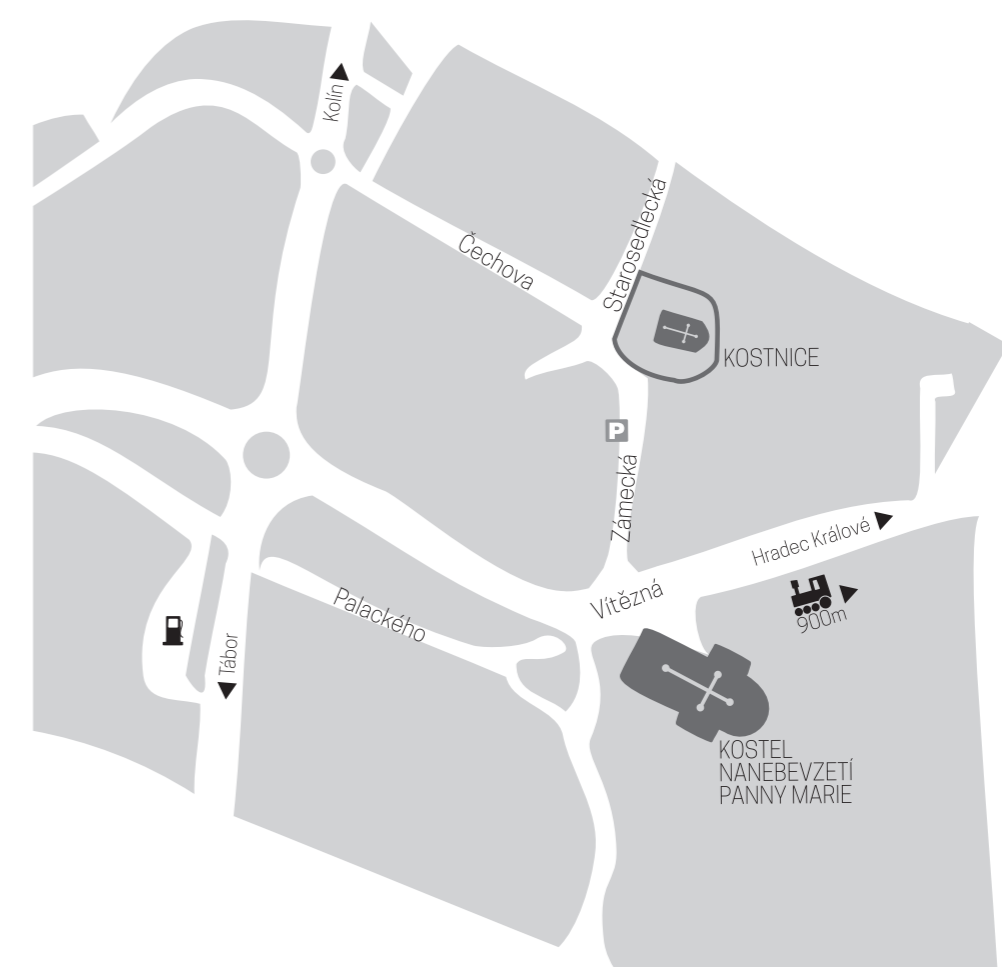 Kolín
Čechova
Starosedlecká
KOSTNICE
P
Zámecká
Hradec Králové
Vítězná
900m
Palackého
Tábor
KOSTEL
NANEBEVZETÍ
PANNY MARIE